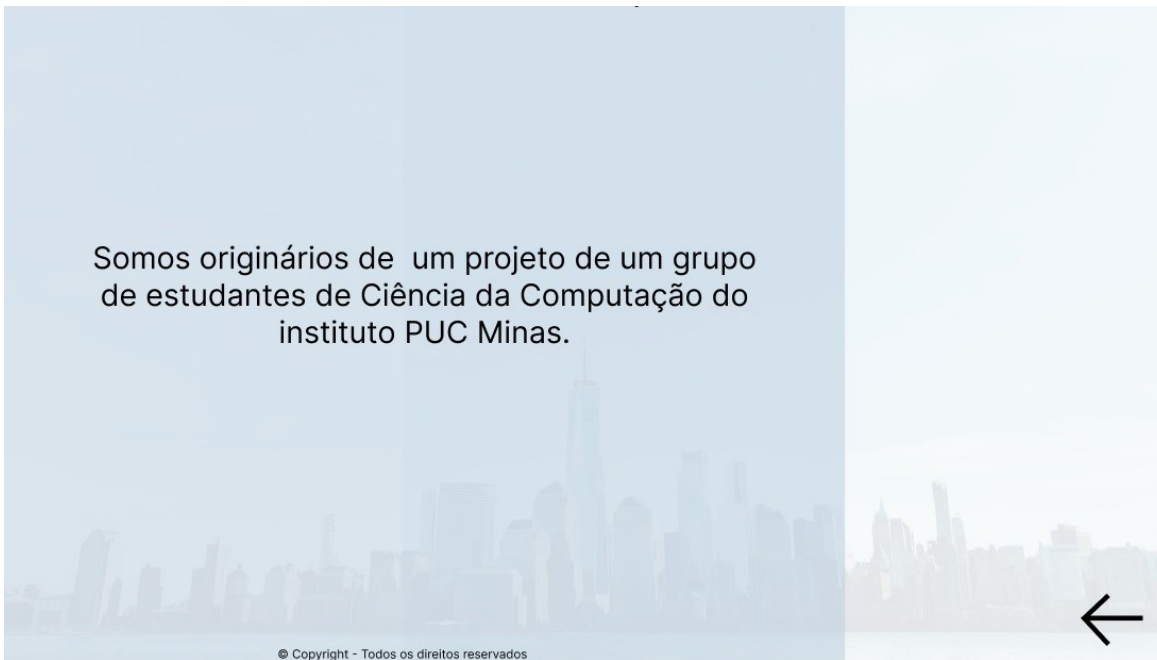 Somos originários de  um projeto de um grupo
de estudantes de Ciência da Computação do
instituto PUC Minas.
© Copyright - Todos os direitos reservados